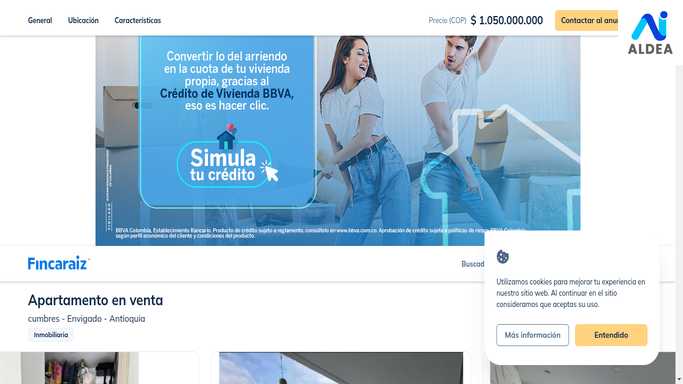 General Ubicación Características Precio (COP) $ 1.050.000.000 Contactar al anun
ALDEA
Convertir lo del arriendo
en la cuota de tu vivienda
propia, gracias al
Crédito de Vivienda BBVA,
eso es hacer clic.
Simula
tu crédito
BBVA Colombia, Establecimiento Bancario. Producto de crédito sujeto a reglamento, consúltelo en www.bbva.com.co. Aprobación de crédito sujeta a políticas de riesgo BBVA Colombia,
según perfil económico del cliente y condiciones del producto.
Fincaraiz
Buscad
Utilizamos cookies para mejorar tu experiencia en
nuestro sitio web. Al continuar en el sitio
consideramos que aceptas su uso.
Más información Entendido
Apartamento en venta
cumbres - Envigado - Antioquia
Inmobiliaria